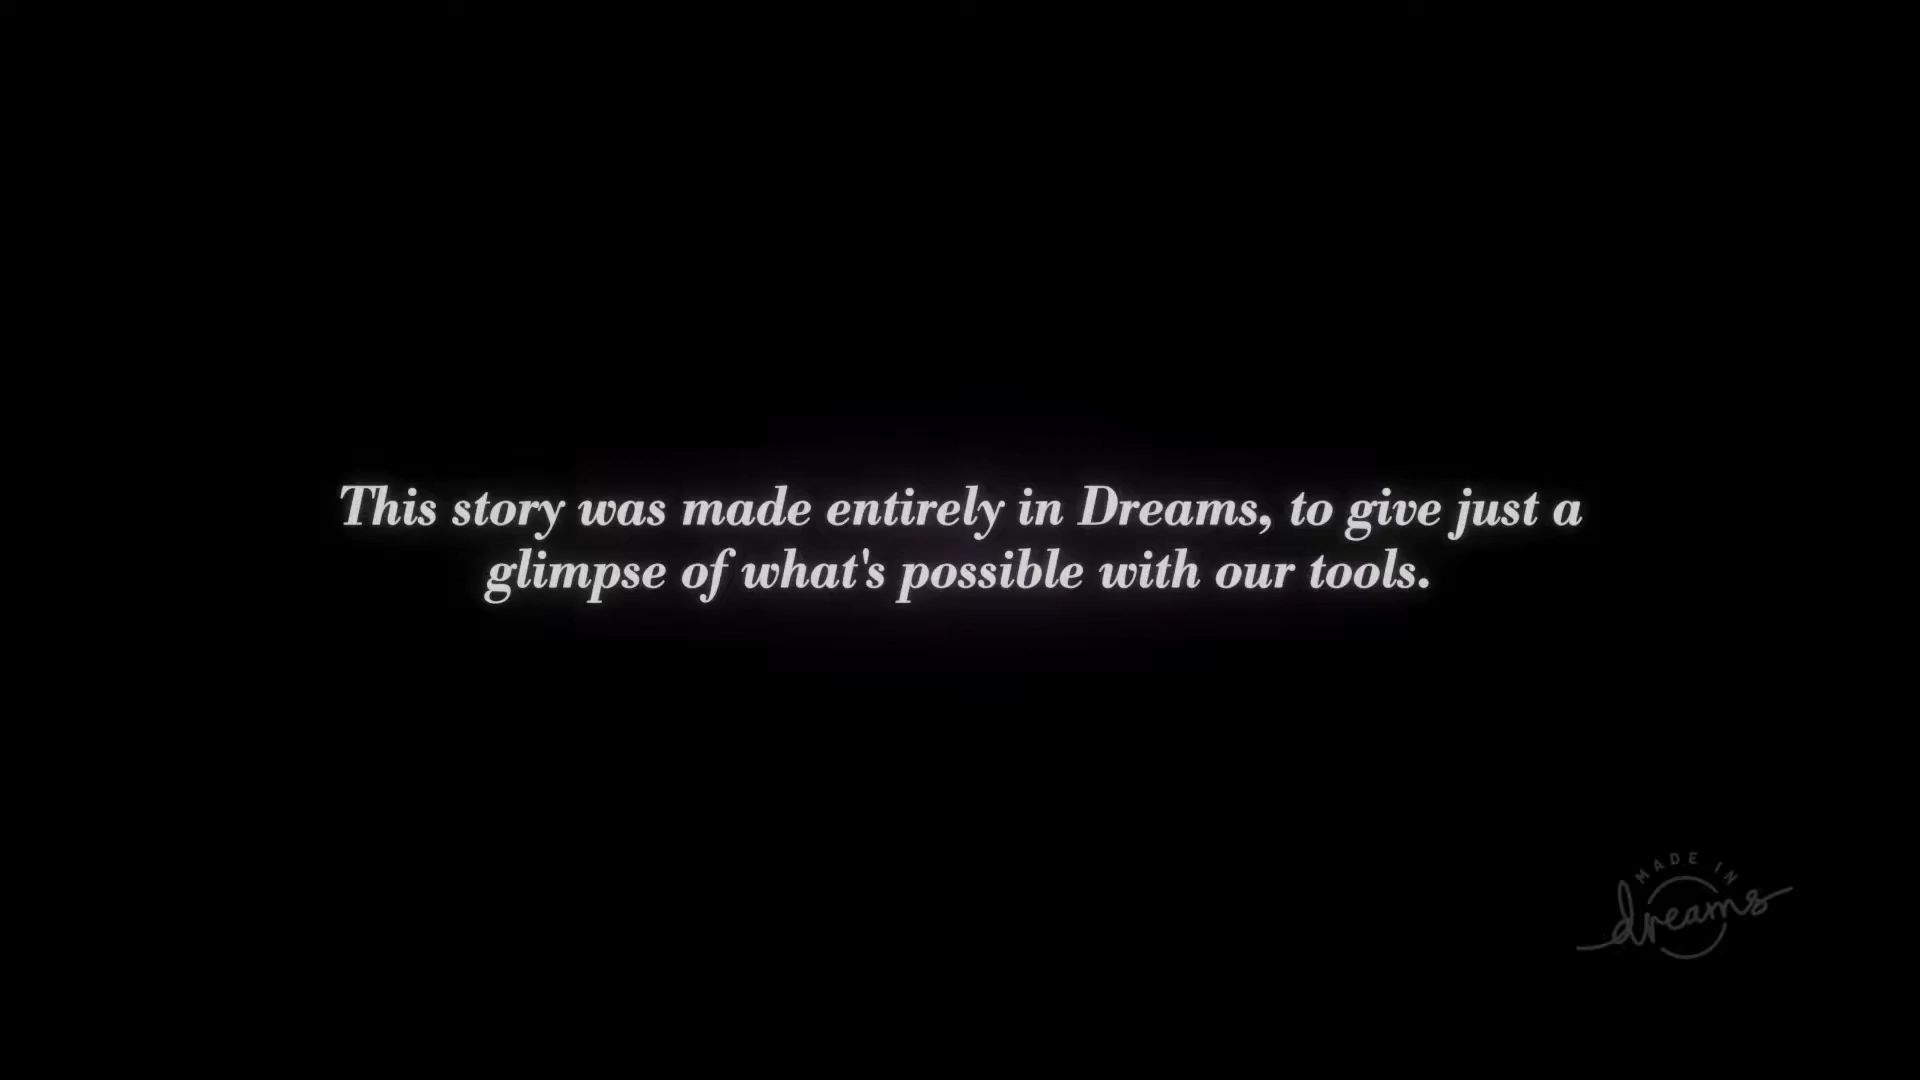 This story was made entirely in Dreams, to give just a
glimpse of what's possible with our tools.
MADE IN
dreams